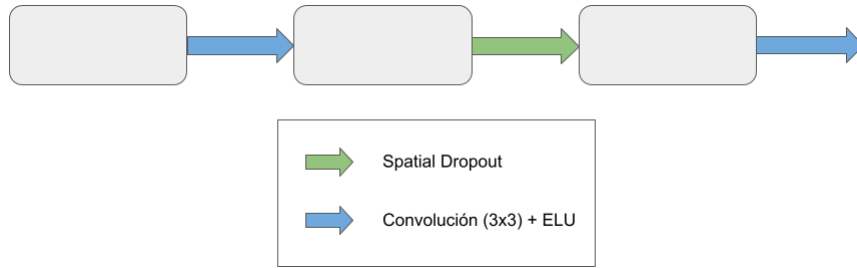 Spatial Dropout
Convolución (3x3) + ELU